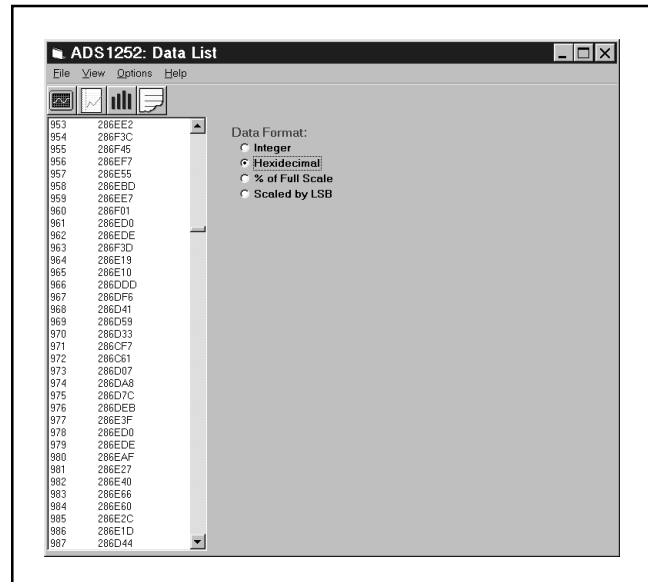 ADS1252: Data List
File View Options Help
953 286EE2
954 286F3C
955 286F45
956 286EF7
957 286E55
958 286EBD
959 286EE7
960 286F01
961 286ED0
962 286EDE
963 286F3D
964 286E19
965 286E10
966 286DDD
967 286DF6
968 286D41
969 286D59
970 286D33
971 286CF7
972 286C61
973 286D07
974 286DA8
975 286D7C
976 286DEB
977 286E3F
978 286ED0
979 286EDE
980 286EAF
981 286E27
982 286E40
983 286E66
984 286E60
985 286E2C
986 286E1D
987 286D44
Data Format:
Integer
Hexidecimal
% of Full Scale
Scaled by LSB